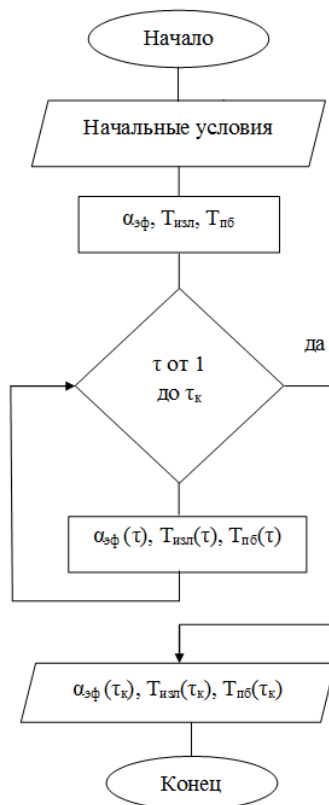 Начало
Начальные условия
αэф, Tизл, Tпб
да
τ от 1
до τк
αэф (τ), Tизл(τ), Tпб(τ)
αэф (τк), Tизл(τк), Tпб(τк)
Конец